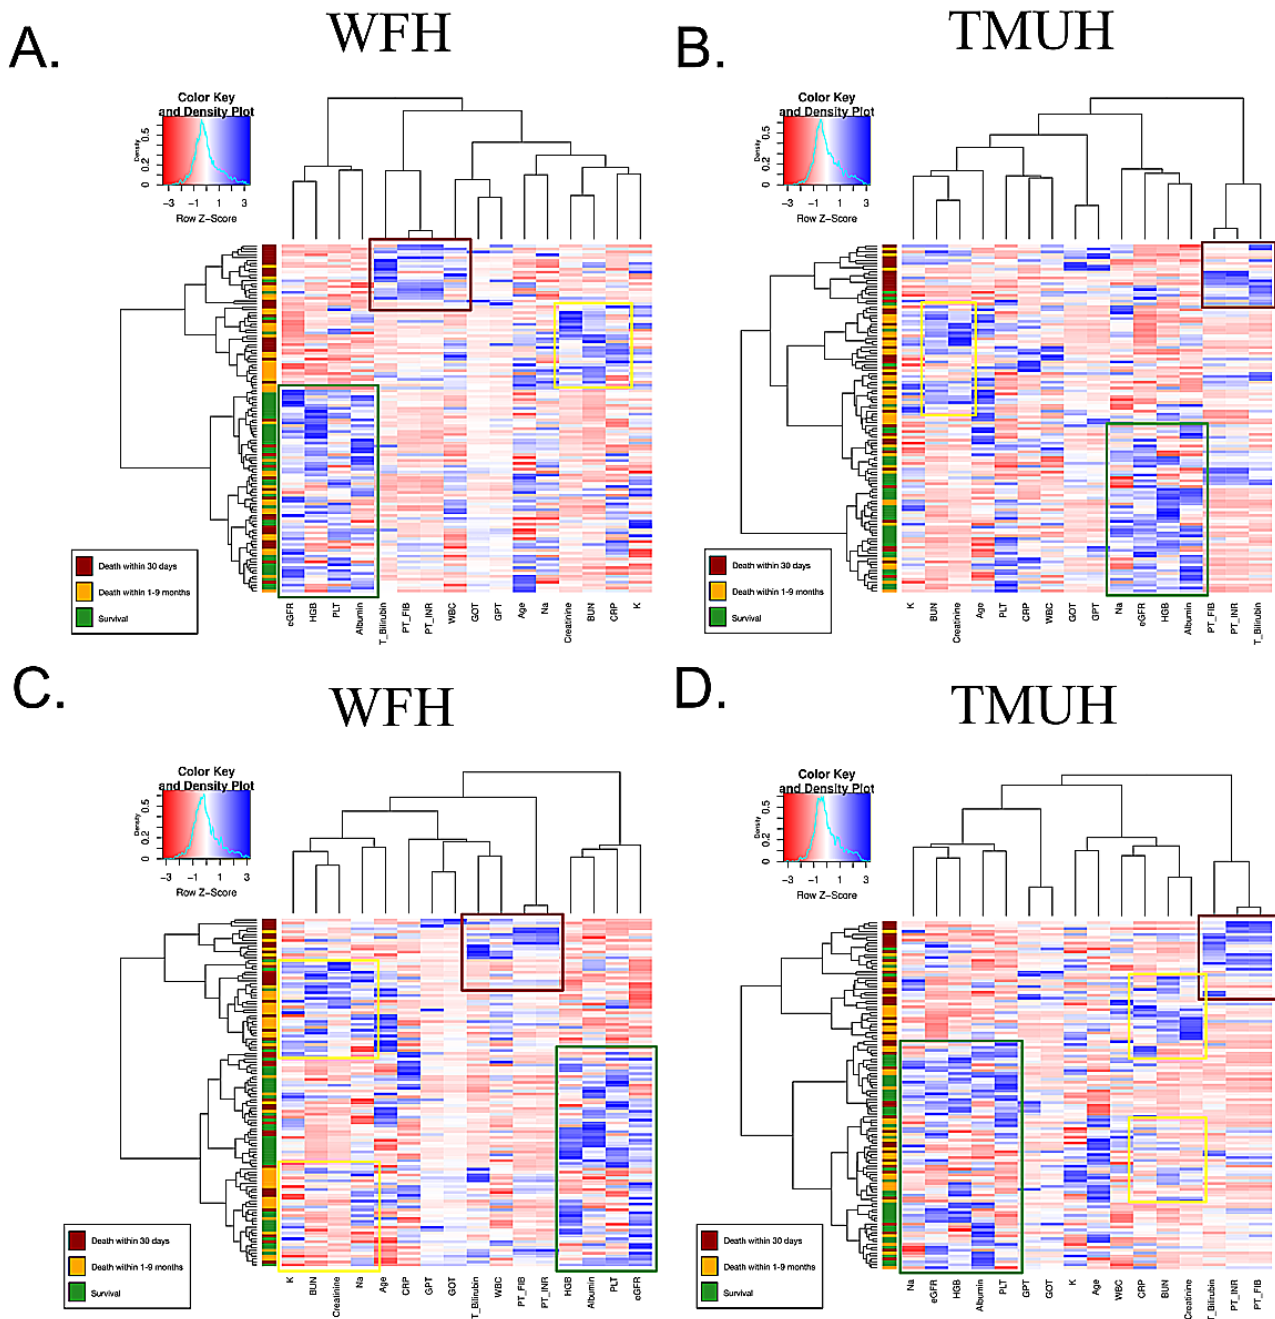 A.
WFH
Color Key
and Density Plot
Density
0 0.2 0.5
−3 −1 1 3
Row Z−Score
Death within 30 days
Death within 1-9 months
Survival
eGFR
HGB
PLT
Albumin
T_Bilirubin
PT_FIB
PT_INR
WBC
GOT
GPT
Age
Na
Creatinine
BUN
CRP
K
B.
TMUH
Color Key
and Density Plot
Density
0 0.2 0.5
−3 −1 1 3
Row Z−Score
Death within 30 days
Death within 1-9 months
Survival
K
BUN
Creatinine
Age
PLT
CRP
WBC
GOT
GPT
Na
eGFR
HGB
Albumin
PT_FIB
PT_INR
T_Bilirubin
C.
WFH
Color Key
and Density Plot
Density
0 0.2 0.5
−3 −1 1 3
Row Z−Score
Death within 30 days
Death within 1-9 months
Survival
K
BUN
Creatinine
Na
Age
CRP
GPT
GOT
T_Bilirubin
WBC
PT_FIB
PT_INR
HGB
Albumin
PLT
eGFR
D.
TMUH
Color Key
and Density Plot
Density
0 0.2 0.5
−3 −1 1 3
Row Z−Score
Death within 30 days
Death within 1-9 months
Survival
Na
eGFR
HGB
Albumin
PLT
GPT
GOT
K
Age
WBC
CRP
BUN
Creatinine
T_Bilirubin
PT_INR
PT_FIB